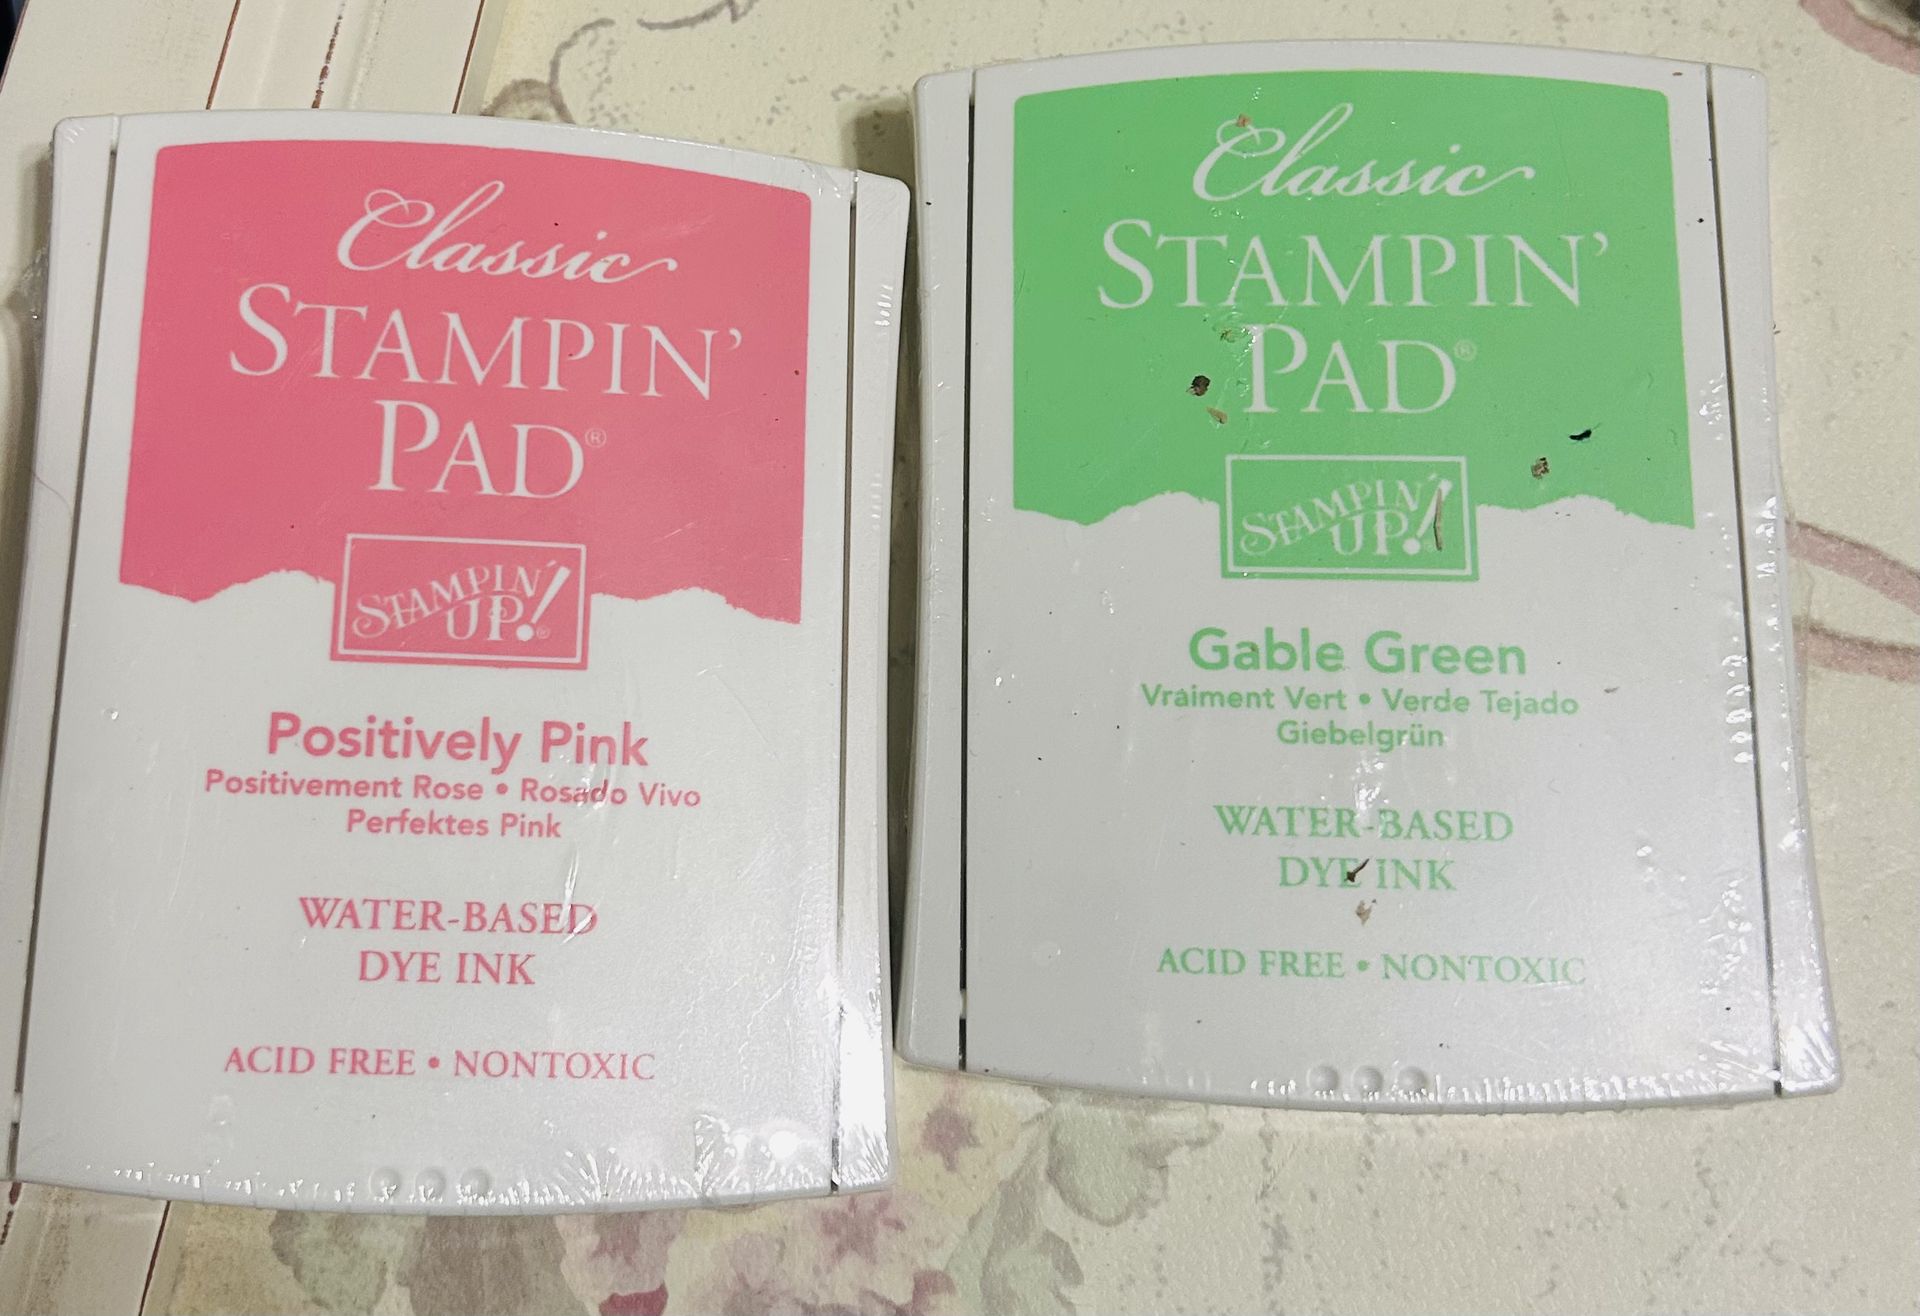 Classic
STAMPIN'
PAD®
STAMPIN'
UP!®
Positively Pink
Positivement Rose • Rosado Vivo
Perfektes Pink
WATER-BASED
DYE INK
ACID FREE • NONTOXIC
Classic
STAMPIN'
PAD®
STAMPIN'
UP!
Gable Green
Vraiment Vert • Verde Tejado
Giebelgrün
WATER-BASED
DYE INK
ACID FREE • NONTOXIC